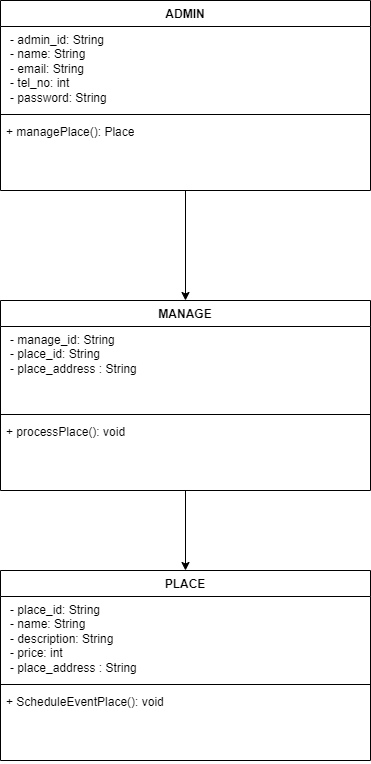 ADMIN
- admin_id: String
- name: String
- email: String
- tel_no: int
- password: String
+ managePlace(): Place
MANAGE
- manage_id: String
- place_id: String
- place_address : String
+ processPlace(): void
PLACE
- place_id: String
- name: String
- description: String
- price: int
- place_address : String
+ ScheduleEventPlace(): void